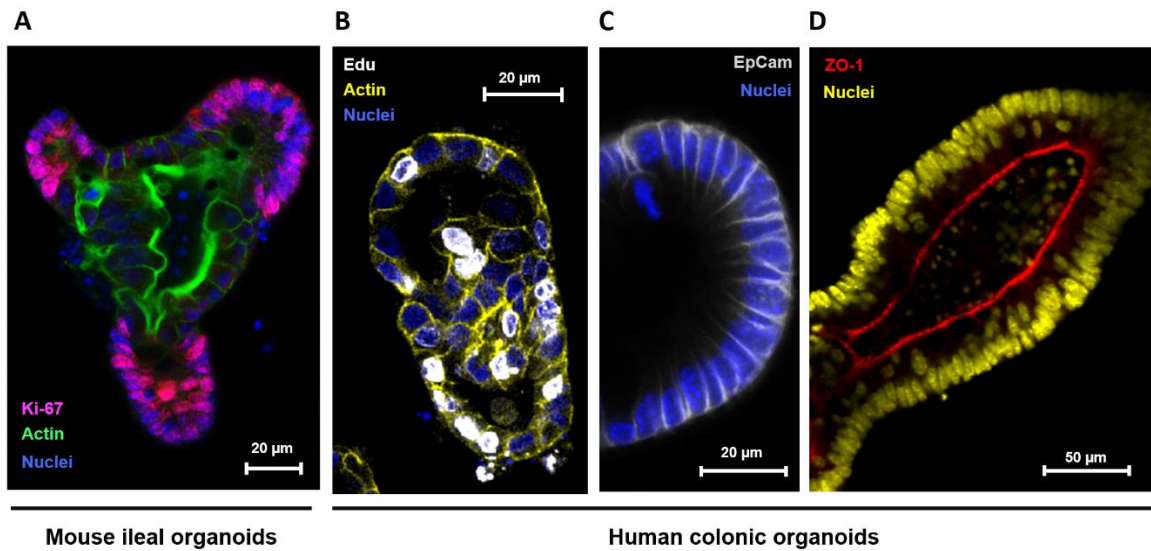 A
Ki-67
Actin
Nuclei
20 µm
B
Edu
Actin
Nuclei
20 µm
C
EpCam
Nuclei
20 µm
D
ZO-1
Nuclei
50 µm
Mouse ileal organoids
Human colonic organoids